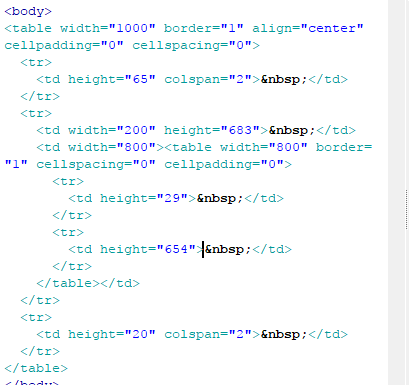 <body>
<table width="1000" border="1" align="center"
cellpadding="0" cellspacing="0">
<tr>
<td height="65" colspan="2">&nbsp;</td>
</tr>
<tr>
<td width="200" height="683">&nbsp;</td>
<td width="800"><table width="800" border=
"1" cellspacing="0" cellpadding="0">
<tr>
<td height="29">&nbsp;</td>
</tr>
<tr>
<td height="654">&nbsp;</td>
</tr>
</table></td>
</tr>
<tr>
<td height="20" colspan="2">&nbsp;</td>
</tr>
</table>
</body>